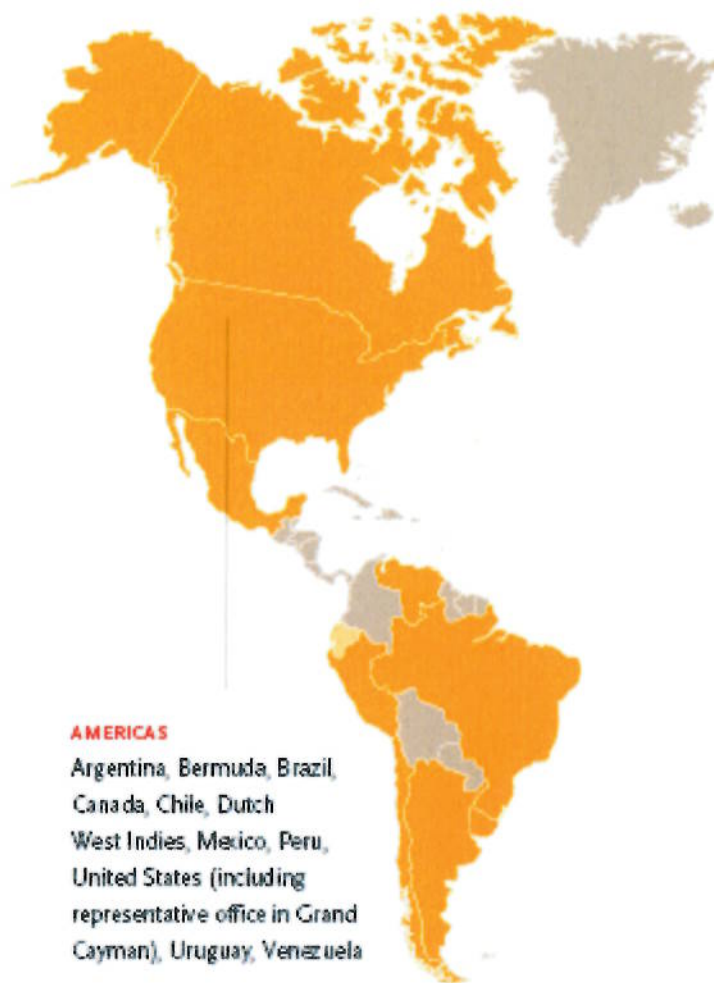 AMERICAS
Argentina, Bermuda, Brazil,
Canada, Chile, Dutch
West Indies, Mexico, Peru,
United States (including
representative office in Grand
Cayman), Uruguay, Venezuela